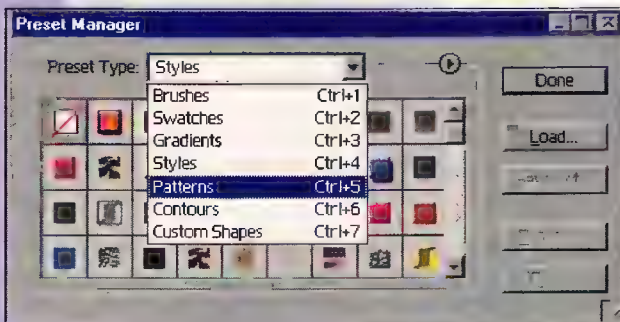 Preset Manager
Preset Type: Styles
Done
Brushes Ctrl+1
Swatches Ctrl+2
Gradients Ctrl+3
Load...
Styles Ctrl+4
Patterns Ctrl+5
Contours Ctrl+6
Custom Shapes Ctrl+7